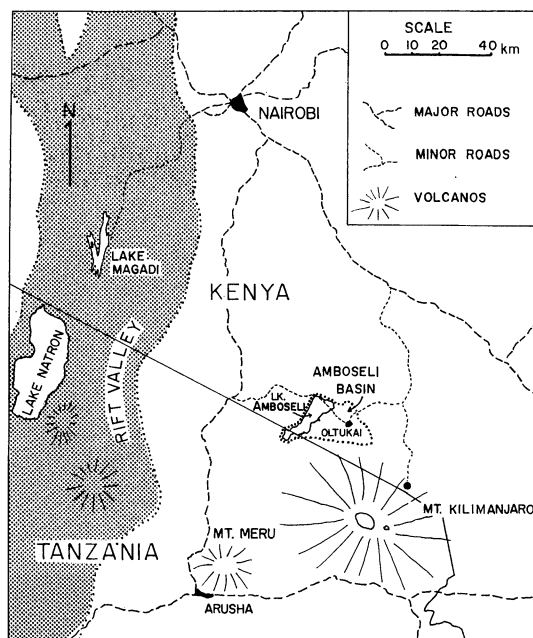 SCALE
0 10 20 40 km
MAJOR ROADS
MINOR ROADS
VOLCANOS
N
NAIROBI
LAKE
MAGADI
KENYA
LAKE NATRON
RIFT VALLEY
AMBOSELI
BASIN
LK.
AMBOSELI
OLTUKAI
MT. KILIMANJARO
MT. MERU
TANZANIA
ARUSHA